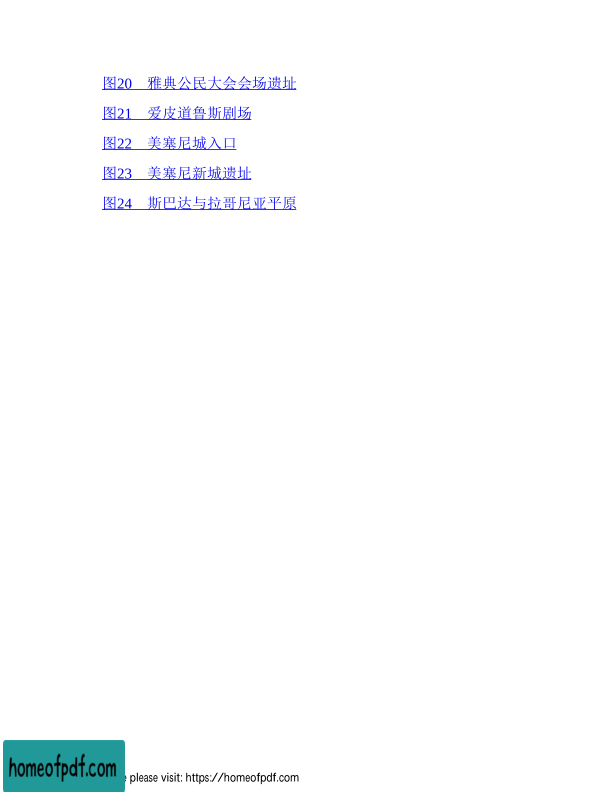 图20　雅典公民大会会场遗址
图21　爱皮道鲁斯剧场
图22　美塞尼城入口
图23　美塞尼新城遗址
图24　斯巴达与拉哥尼亚平原
homeofpdf.com
please visit: https://homeofpdf.com